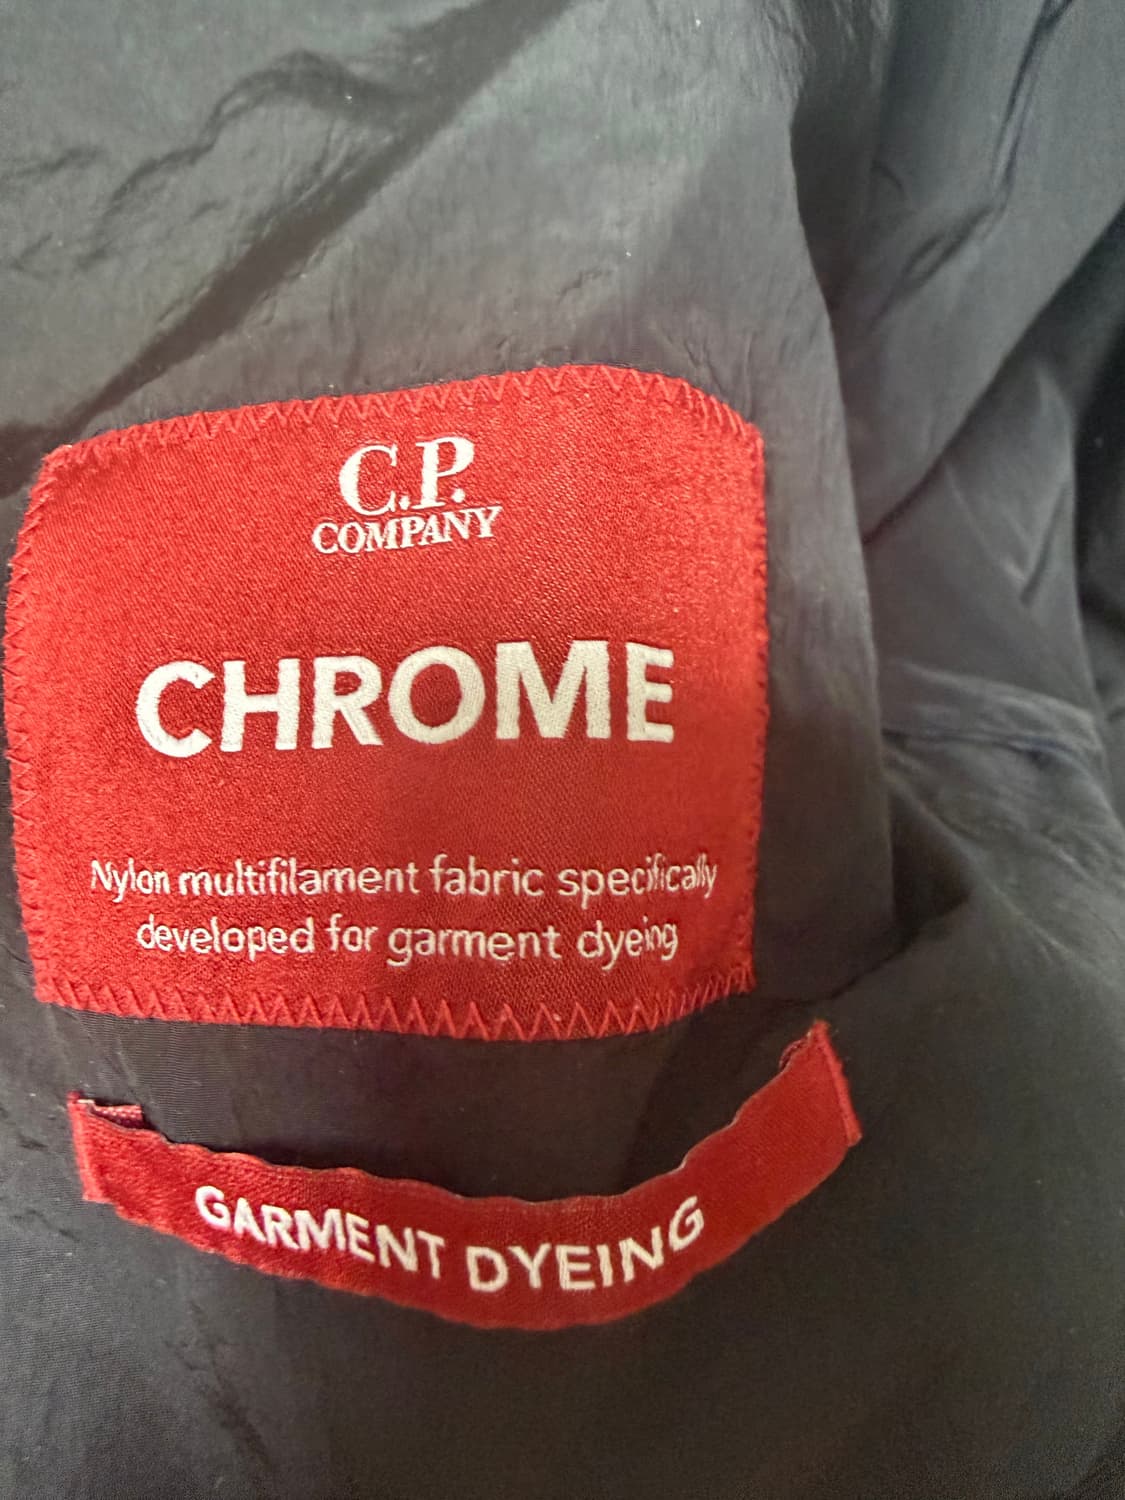 C.P.
COMPANY
CHROME
Nylon multifilament fabric specifically
developed for garment dyeing
GARMENT DYEING